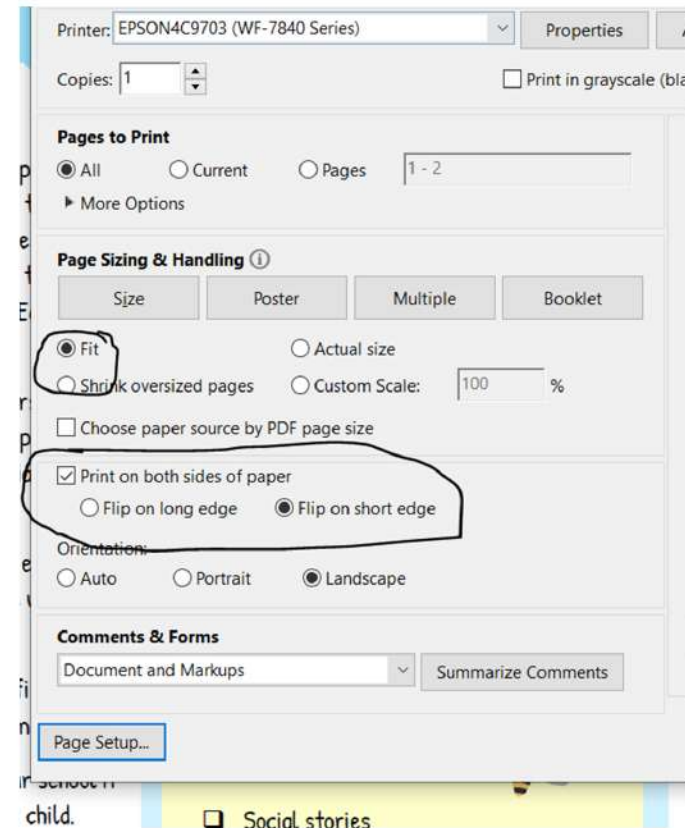 Printer: EPSON4C9703 (WF-7840 Series) Properties
Copies: 1 Print in grayscale
Pages to Print
All Current Pages 1 - 2
More Options
Page Sizing & Handling
Size Poster Multiple Booklet
Fit Actual size
Shrink oversized pages Custom Scale: 100 %
Choose paper source by PDF page size
Print on both sides of paper
Flip on long edge Flip on short edge
Orientation:
Auto Portrait Landscape
Comments & Forms
Document and Markups Summarize Comments
Page Setup...
child. Social stories